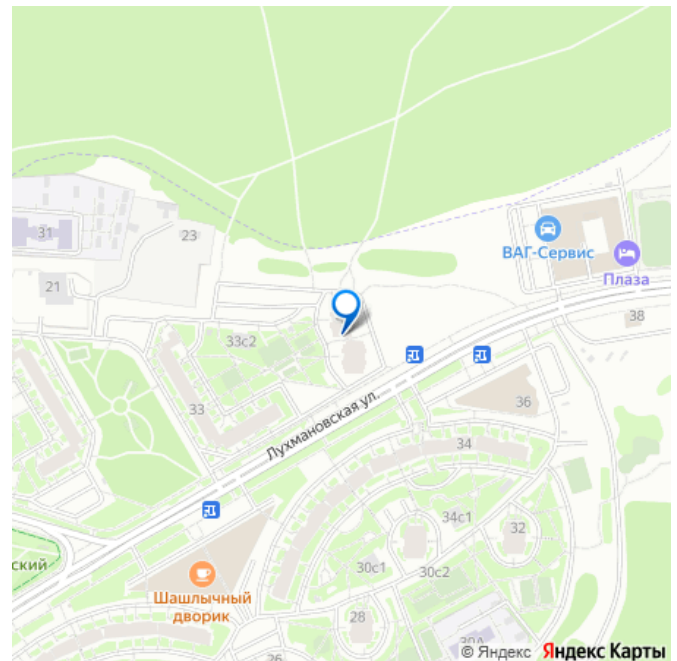 31
23
ВАГ-Сервис
Плаза
21
38
33с2
33
36
Лухмановская ул.
34
34с1
32
ский
30с1
30с2
Шашлычный
дворик
28
30А
26
© Яндекс Яндекс Карты